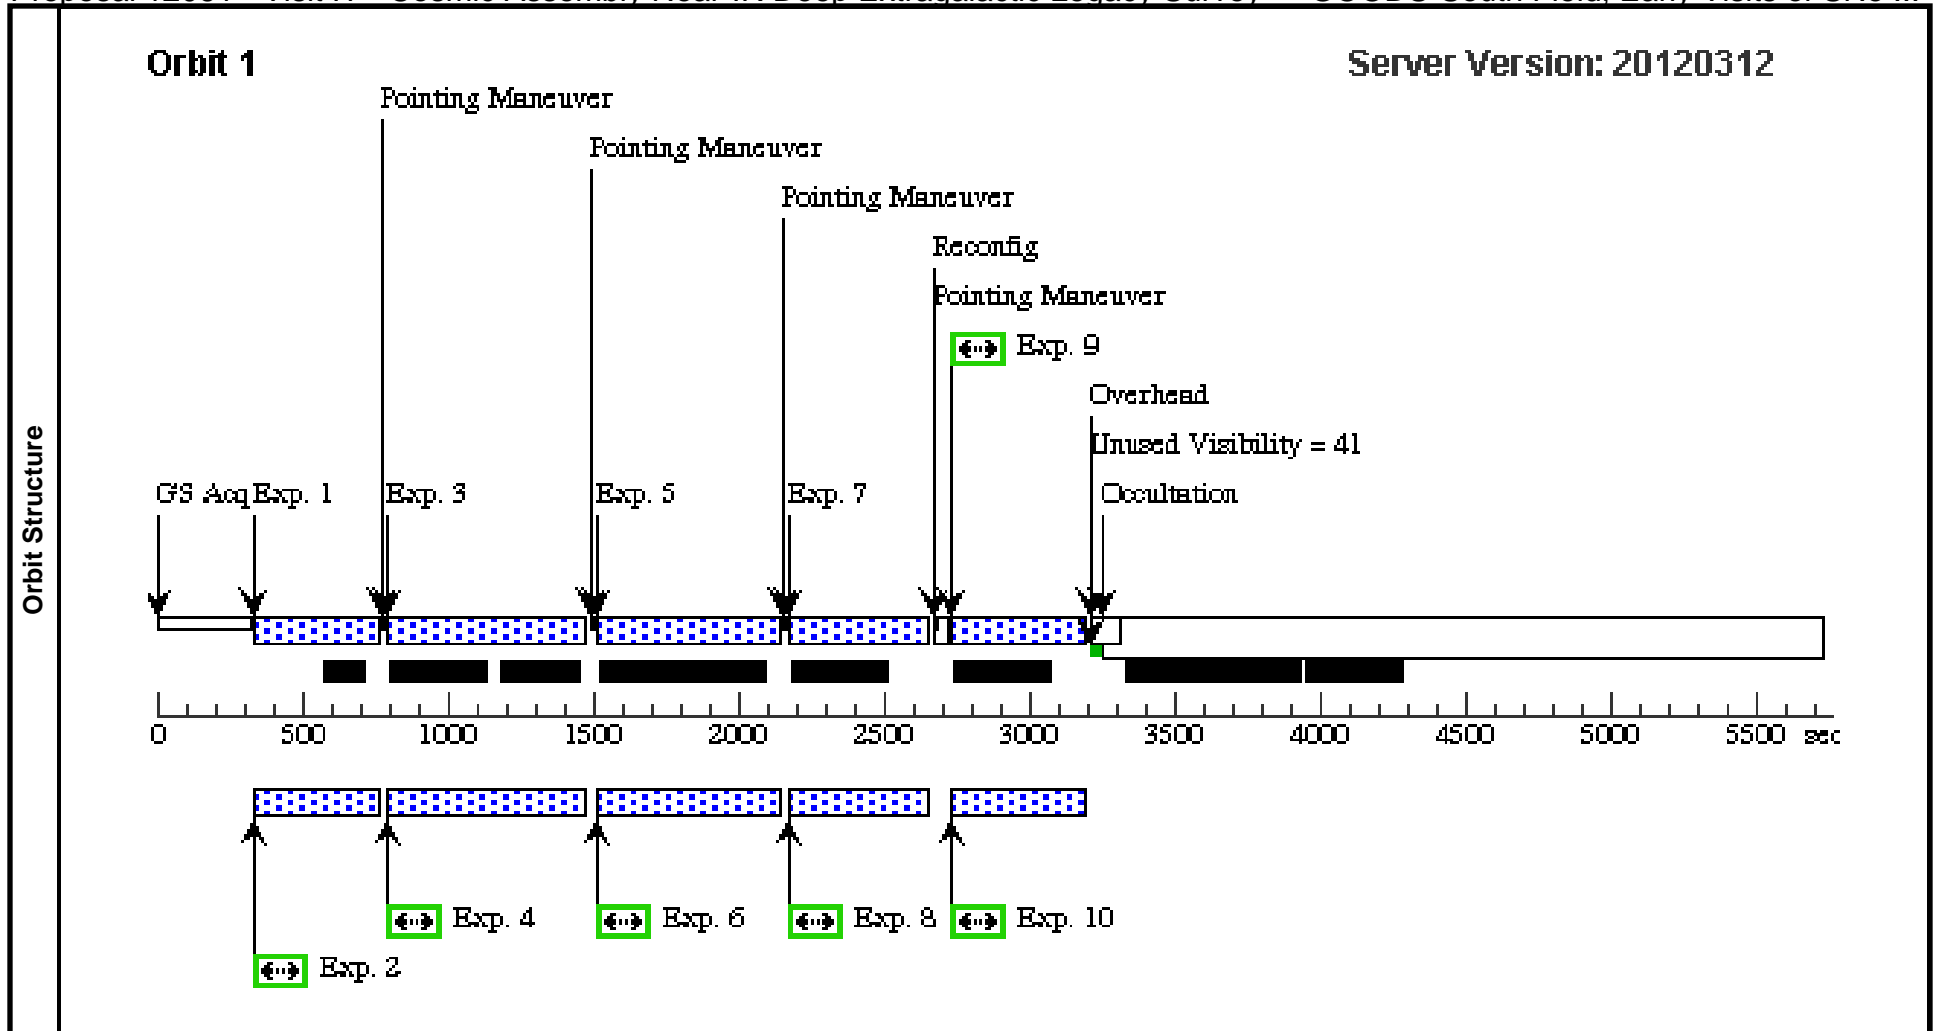 Orbit 1
Server Version: 20120312
Pointing Maneuver
Pointing Maneuver
Pointing Maneuver
Reconfig
Pointing Maneuver
Exp. 9
Overhead
Unused Visibility = 41
GS Acq Exp. 1 Exp. 3 Exp. 5 Exp. 7 Occultation
Orbit Structure
0 500 1000 1500 2000 2500 3000 3500 4000 4500 5000 5500 sec
Exp. 4 Exp. 6 Exp. 8 Exp. 10
Exp. 2